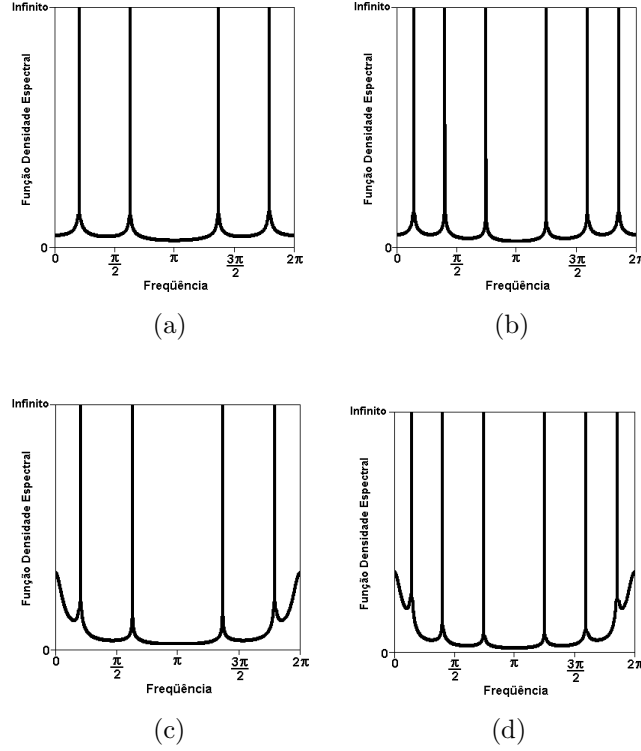 Infinito
Função Densidade Espectral
0
0 π/2 π 3π/2 2π
Freqüência
(a)
Infinito
Função Densidade Espectral
0
0 π/2 π 3π/2 2π
Freqüência
(b)
Infinito
Função Densidade Espectral
0
0 π/2 π 3π/2 2π
Freqüência
(c)
Infinito
Função Densidade Espectral
0
0 π/2 π 3π/2 2π
Freqüência
(d)